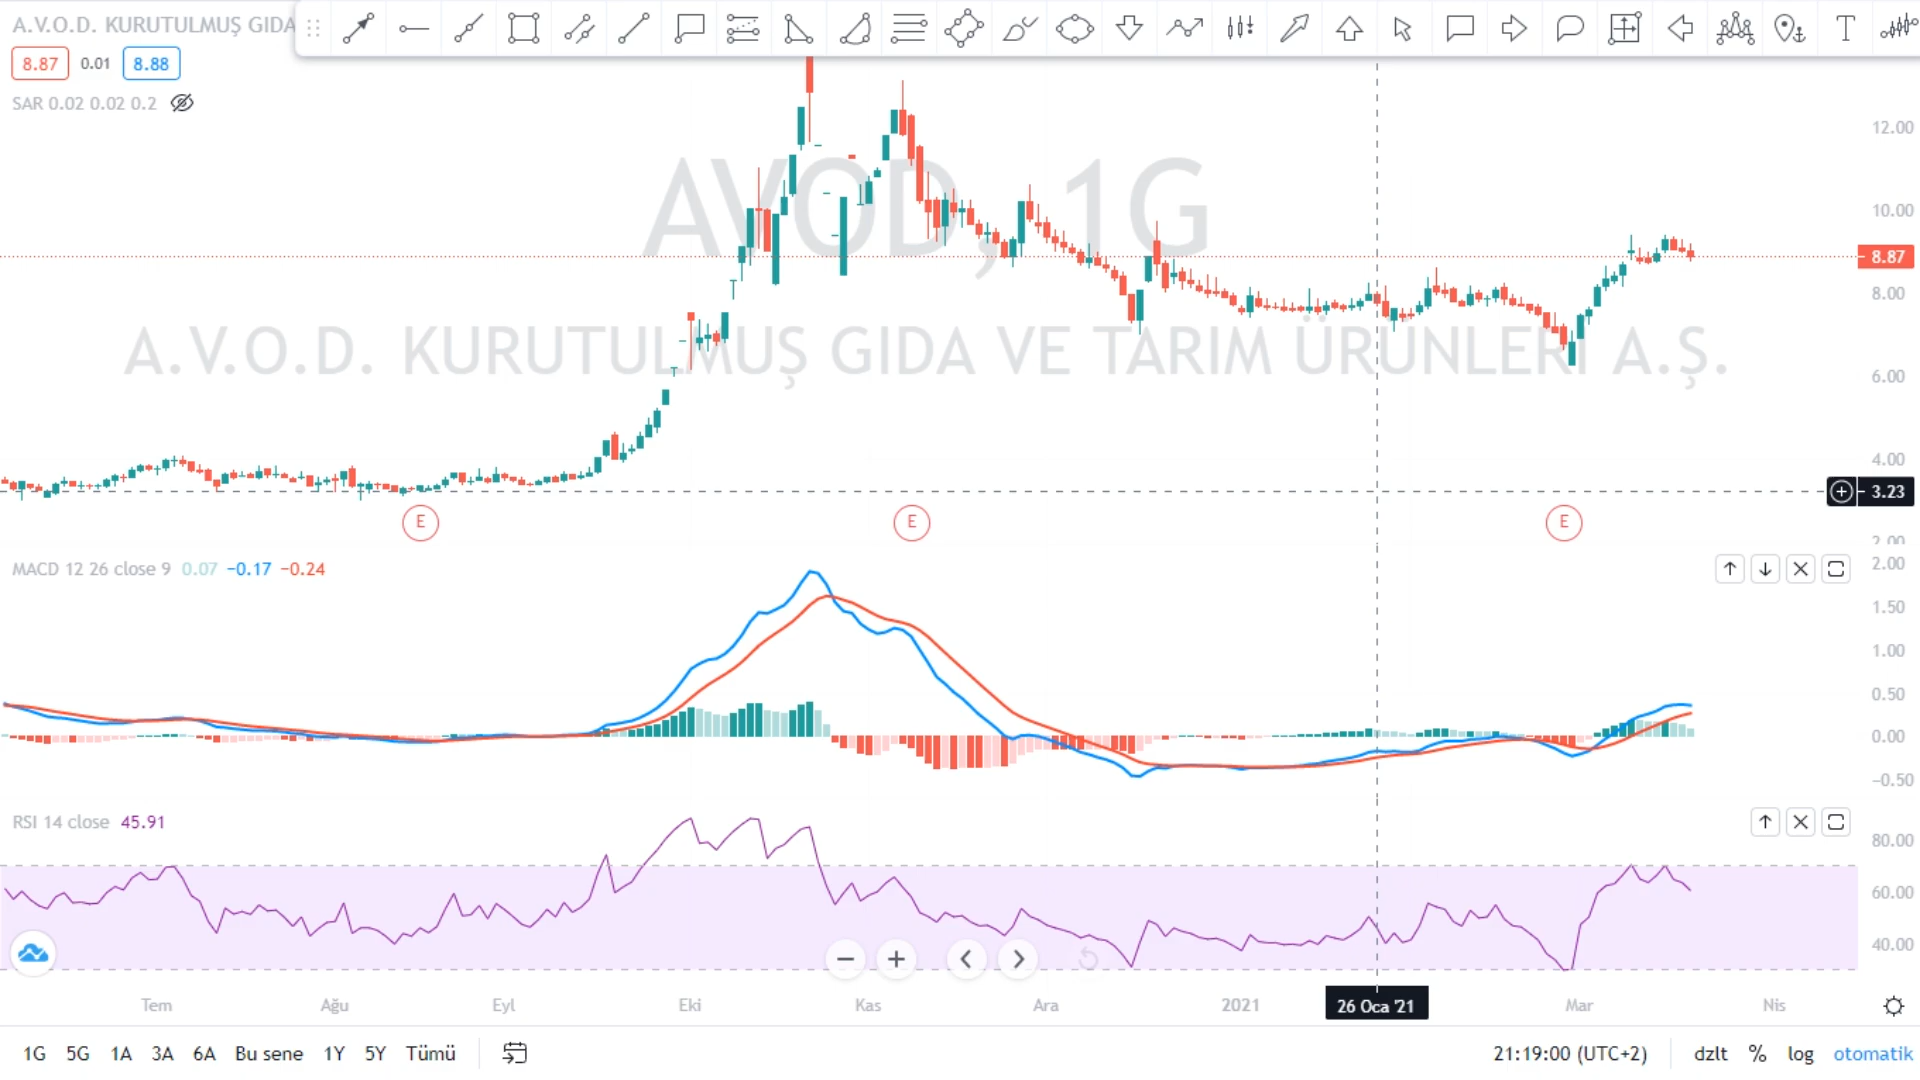 A.V.O.D. KURUTULMUŞ GIDA
8.87 0.01 8.88
SAR 0.02 0.02 0.2
AVOD, 1G
A.V.O.D. KURUTULMUŞ GIDA VE TARIM ÜRÜNLERİ A.Ş.
12.00
10.00
8.87
8.00
6.00
4.00
3.23
2.00
E E E
MACD 12 26 close 9 0.07 −0.17 −0.24
2.00
1.50
1.00
0.50
0.00
−0.50
RSI 14 close 45.91
80.00
60.00
40.00
Tem Ağu Eyl Eki Kas Ara 2021 26 Oca '21 Mar Nis
1G 5G 1A 3A 6A Bu sene 1Y 5Y Tümü 21:19:00 (UTC+2) dzlt % log otomatik